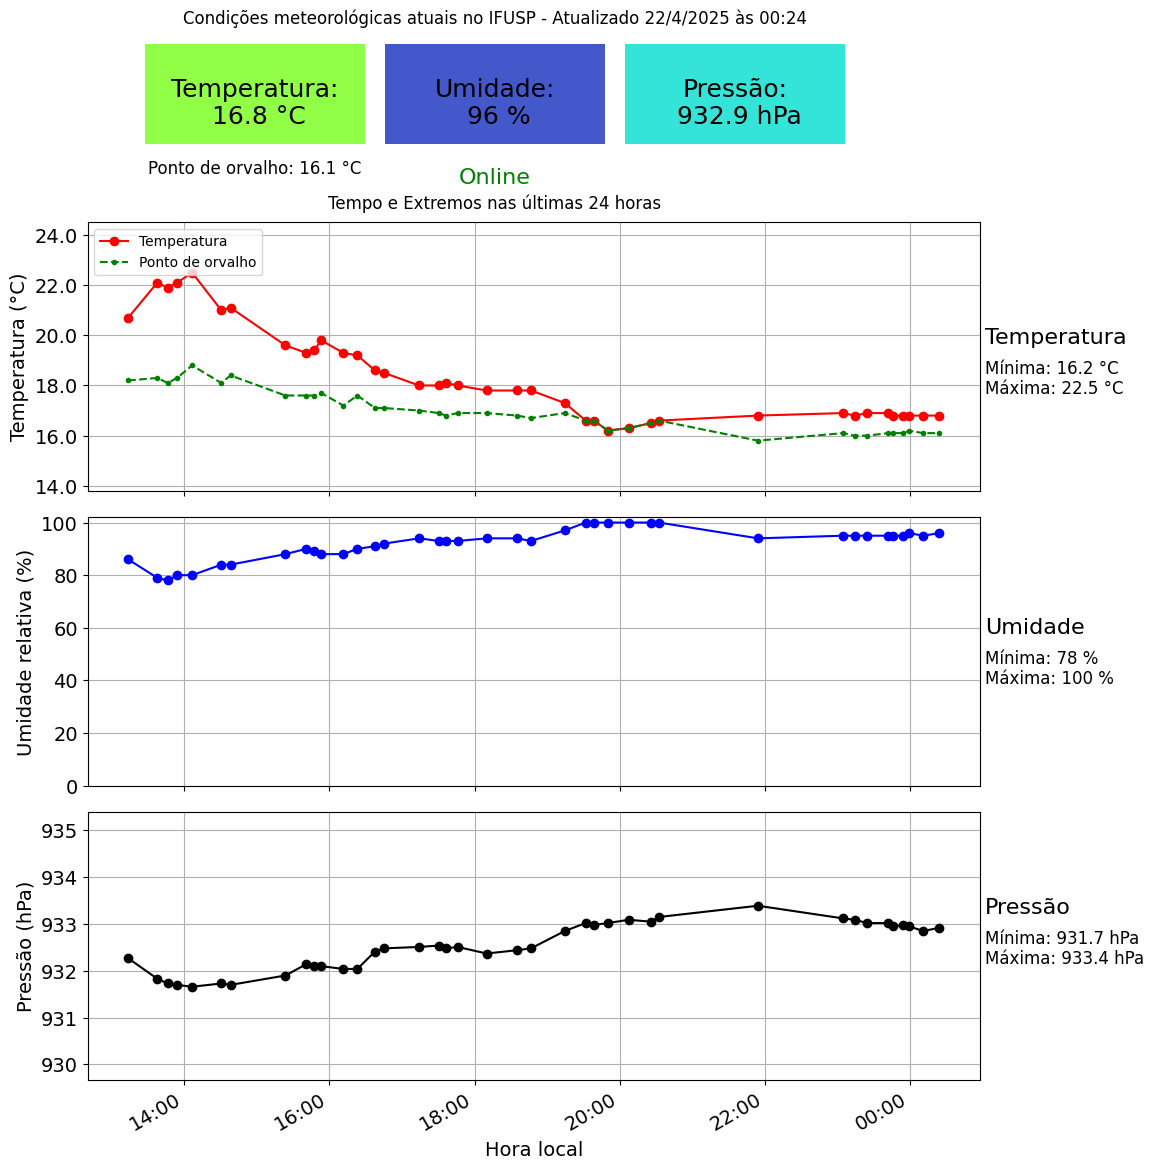 Condições meteorológicas atuais no IFUSP - Atualizado 22/4/2025 às 00:24
Temperatura:
16.8 °C
Umidade:
96 %
Pressão:
932.9 hPa
Ponto de orvalho: 16.1 °C
Online
Tempo e Extremos nas últimas 24 horas
Temperatura
Ponto de orvalho
Temperatura (°C)
24.0
22.0
20.0
18.0
16.0
14.0
Temperatura
Mínima: 16.2 °C
Máxima: 22.5 °C
Umidade relativa (%)
100
80
60
40
20
0
Umidade
Mínima: 78 %
Máxima: 100 %
Pressão (hPa)
935
934
933
932
931
930
Pressão
Mínima: 931.7 hPa
Máxima: 933.4 hPa
14:00
16:00
18:00
20:00
22:00
00:00
Hora local